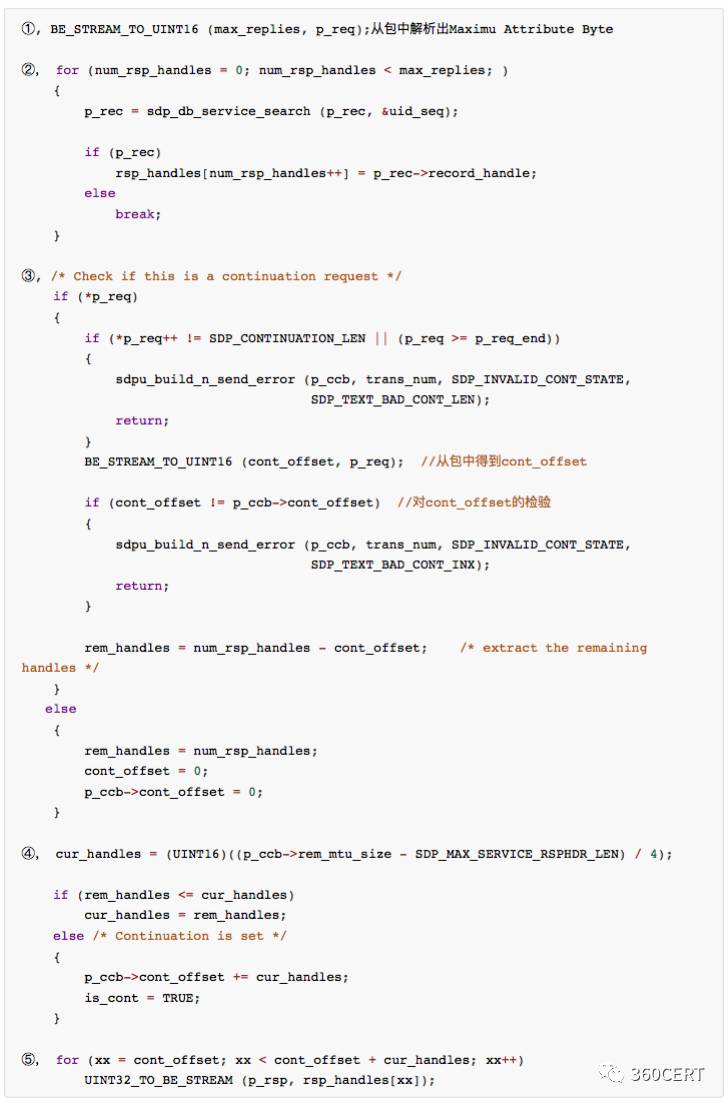 ①, BE_STREAM_TO_UINT16 (max_replies, p_req);从包中解析出Maximu Attribute Byte
②, for (num_rsp_handles = 0; num_rsp_handles < max_replies; )
{
p_rec = sdp_db_service_search (p_rec, &uid_seq);
if (p_rec)
rsp_handles[num_rsp_handles++] = p_rec->record_handle;
else
break;
}
③, /* Check if this is a continuation request */
if (*p_req)
{
if (*p_req++ != SDP_CONTINUATION_LEN || (p_req >= p_req_end))
{
sdpu_build_n_send_error (p_ccb, trans_num, SDP_INVALID_CONT_STATE,
SDP_TEXT_BAD_CONT_LEN);
return;
}
BE_STREAM_TO_UINT16 (cont_offset, p_req); //从包中得到cont_offset
if (cont_offset != p_ccb->cont_offset) //对cont_offset的检验
{
sdpu_build_n_send_error (p_ccb, trans_num, SDP_INVALID_CONT_STATE,
SDP_TEXT_BAD_CONT_INX);
return;
}
rem_handles = num_rsp_handles - cont_offset; /* extract the remaining
handles */
}
else
{
rem_handles = num_rsp_handles;
cont_offset = 0;
p_ccb->cont_offset = 0;
}
④, cur_handles = (UINT16)((p_ccb->rem_mtu_size - SDP_MAX_SERVICE_RSPHDR_LEN) / 4);
if (rem_handles <= cur_handles)
cur_handles = rem_handles;
else /* Continuation is set */
{
p_ccb->cont_offset += cur_handles;
is_cont = TRUE;
}
⑤, for (xx = cont_offset; xx < cont_offset + cur_handles; xx++)
UINT32_TO_BE_STREAM (p_rsp, rsp_handles[xx]);
360CERT